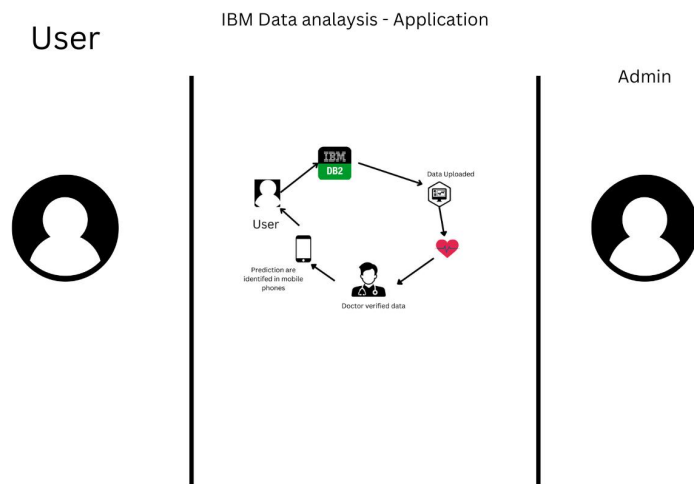 User
IBM Data analaysis - Application
Admin
IBM
DB2
Data Uploaded
User
Prediction are
identifed in mobile
phones
Doctor verified data